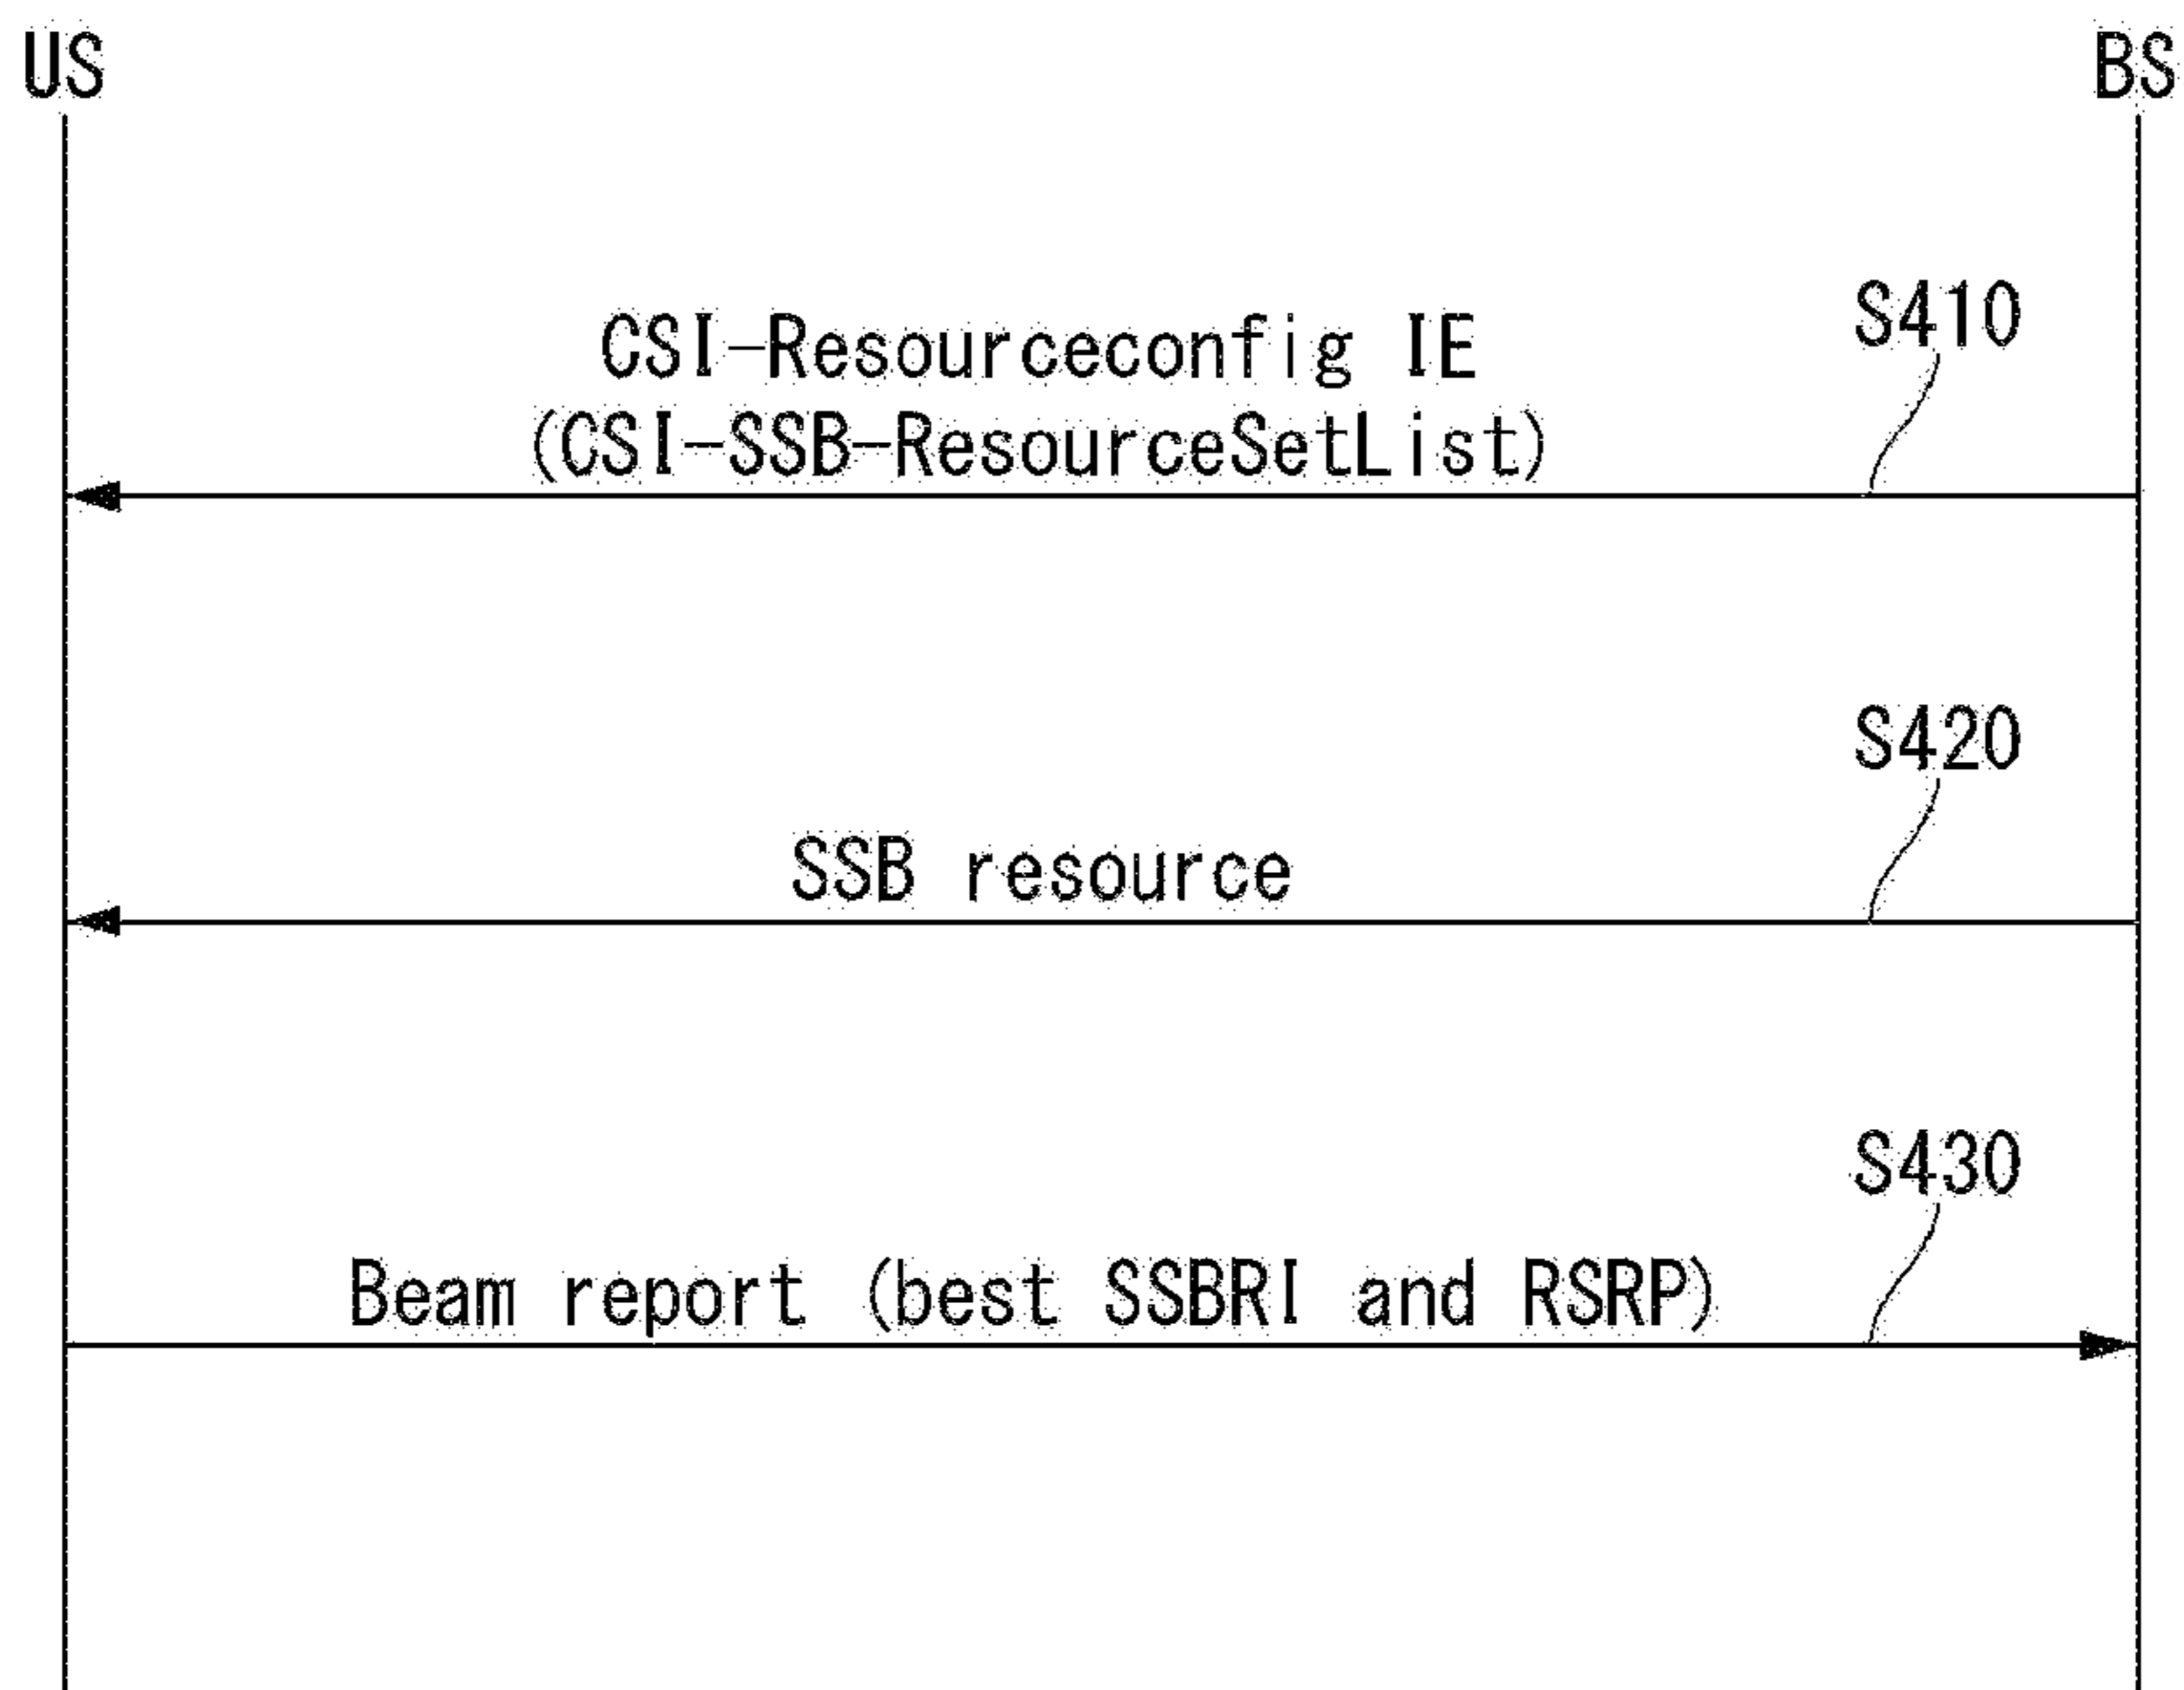 US
BS
S410
CSI-Resourceconfig IE
(CSI-SSB-ResourceSetList)
S420
SSB resource
S430
Beam report (best SSBRI and RSRP)